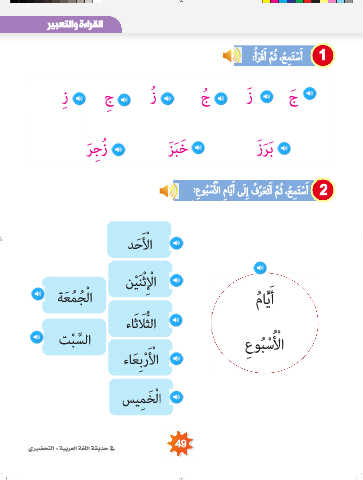 القراءة والتعبير
1 أَسْتَمِعُ، ثُمَّ أَقْرَأُ:
جَ زَ جُ زُ جِ زِ
بَرَزَ خَبَزَ زُجِرَ
2 أَسْتَمِعُ، ثُمَّ أَتَعَرَّفُ إِلَى أَيَّامِ الْأُسْبُوعِ:
أَيَّامُ
الْأُسْبُوعِ
الْأَحَد
الْإِثْنَيْن
الثُّلَاثَاء
الْأَرْبِعَاء
الْخَمِيس
الْجُمُعَة
السَّبْت
49
في حديقة اللغة العربية - التحضيري